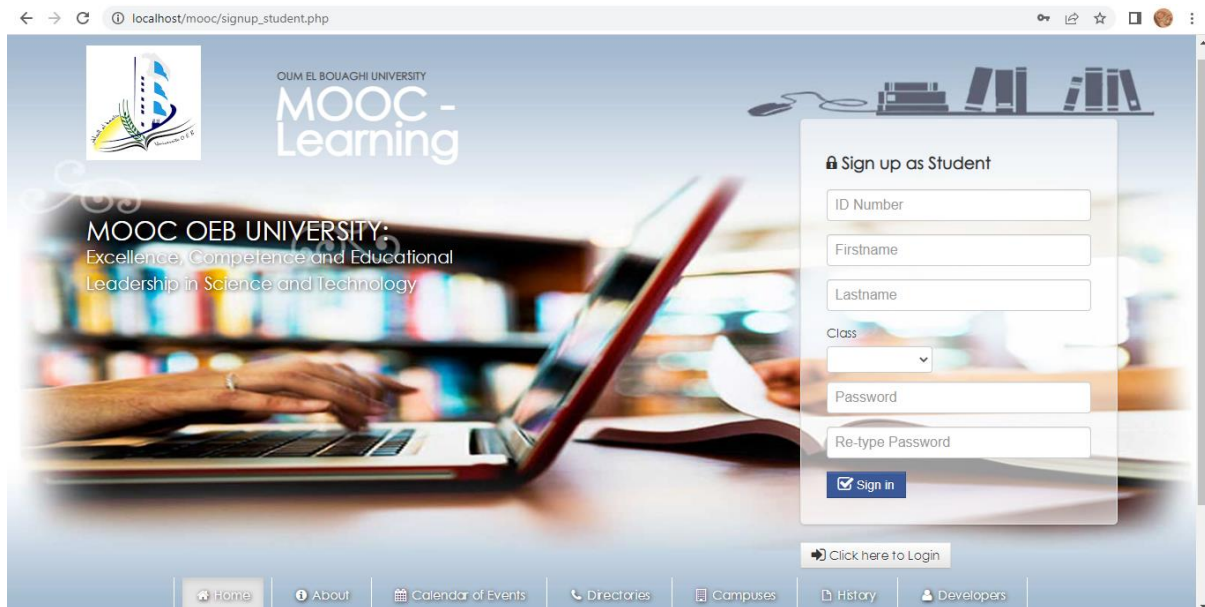 localhost/mooc/signup_student.php
OUM EL BOUAGHI UNIVERSITY
MOOC -
Learning
MOOC OEB UNIVERSITY:
Excellence, Competence and Educational
Leadership in Science and Technology
Sign up as Student
ID Number
Firstname
Lastname
Class
Password
Re-type Password
Sign in
Click here to Login
Home About Calendar of Events Directories Campuses History Developers